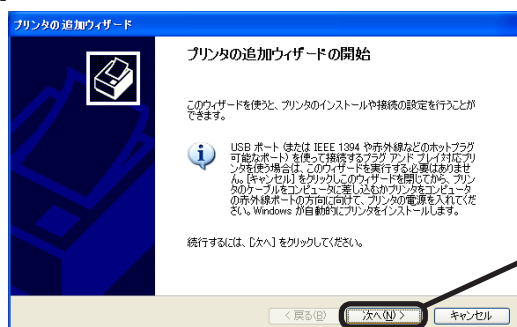 プリンタの追加ウィザード
プリンタの追加ウィザードの開始
このウィザードを使うと、プリンタのインストールや接続の設定を行うことが
できます。
USB ポート (または IEEE 1394 や赤外線などのホットプラグ
可能なポート) を使って接続するプラグ アンド プレイ対応プリ
ンタを使う場合は、このウィザードを実行する必要はありませ
ん。[キャンセル] をクリックしこのウィザードを閉じてから、プリン
タのケーブルをコンピュータに差し込むかプリンタをコンピュータ
の赤外線ポートの方向に向けて、プリンタの電源を入れてくだ
さい。Windows が自動的にプリンタをインストールします。
続行するには、[次へ] をクリックしてください。
< 戻る(B) 次へ(N) > キャンセル